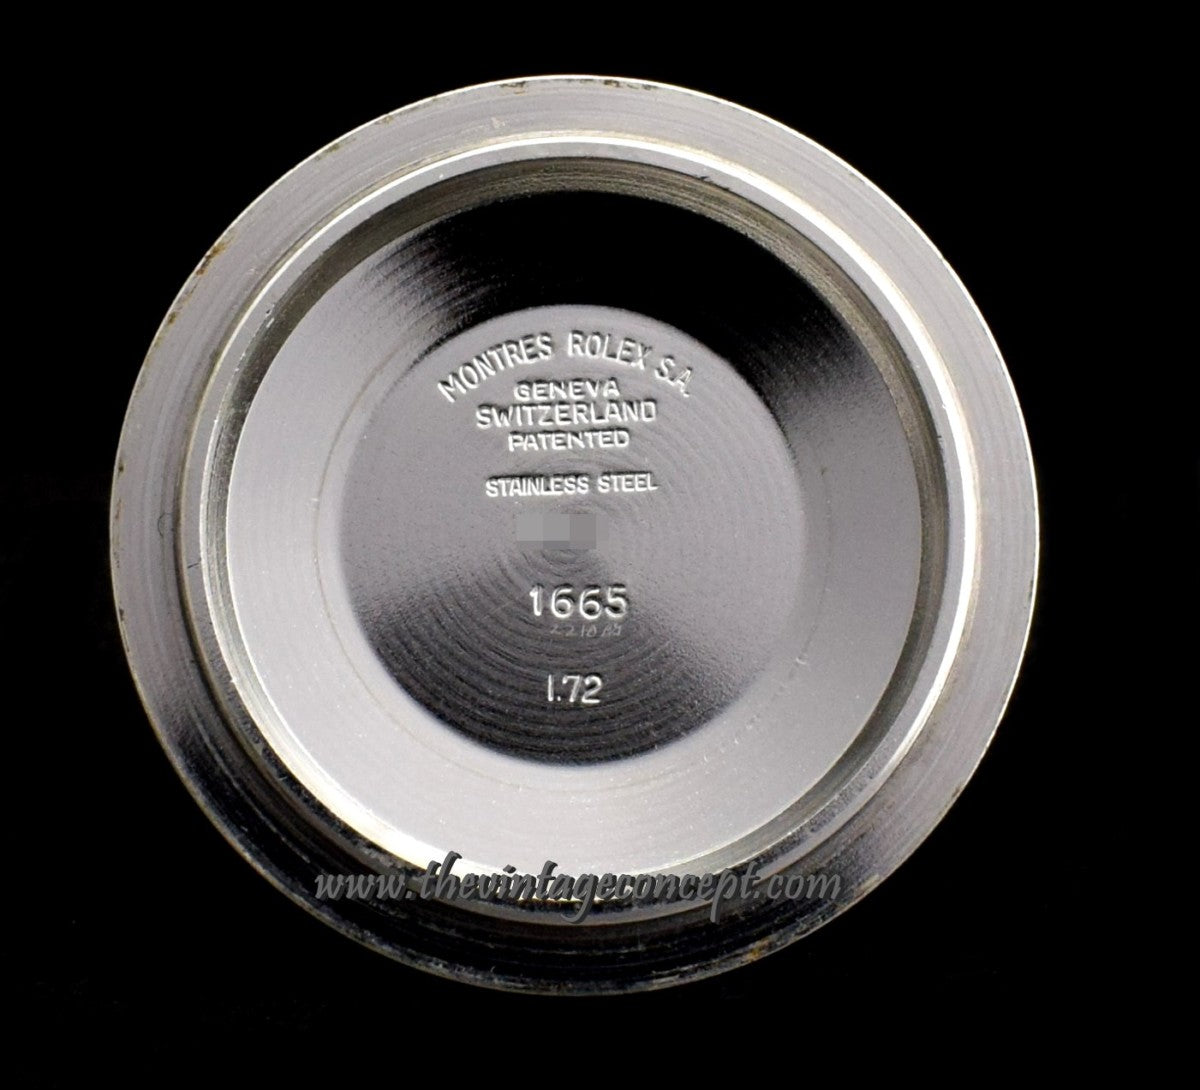 MONTRES ROLEX S.A.
GENEVA
SWITZERLAND
PATENTED
STAINLESS STEEL
1665
I.72
www.thevintageconcept.com